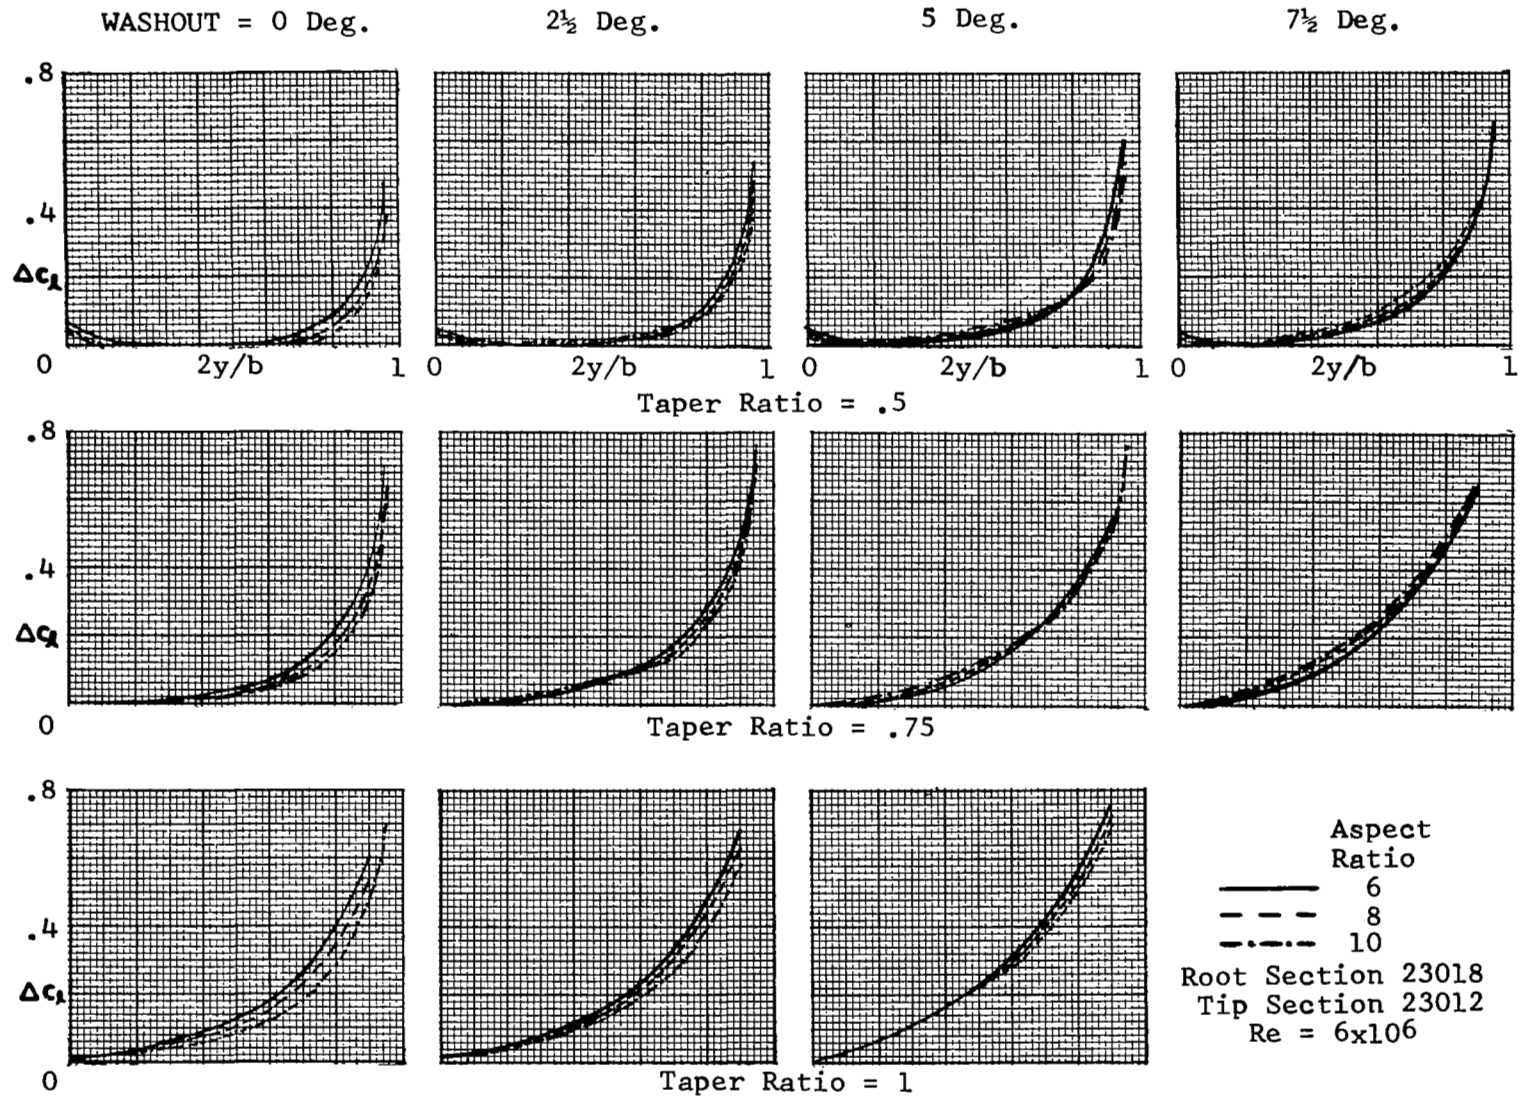 WASHOUT = 0 Deg. 2½ Deg. 5 Deg. 7½ Deg.
.8
.4
Δcℓ
0 2y/b 1 0 2y/b 1 0 2y/b 1 0 2y/b 1
Taper Ratio = .5
.8
.4
Δcℓ
0
Taper Ratio = .75
.8
.4
Δcℓ
0
Taper Ratio = 1
Aspect
Ratio
6
8
10
Root Section 23018
Tip Section 23012
Re = 6x10⁶